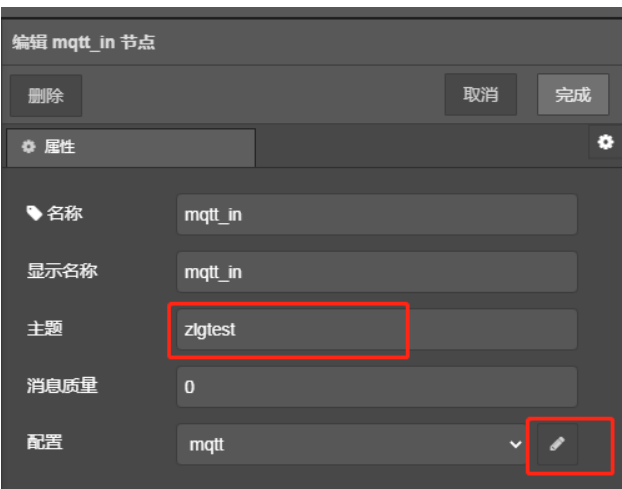 编辑 mqtt_in 节点
删除
取消
完成
属性
名称
mqtt_in
显示名称
mqtt_in
主题
zlgtest
消息质量
0
配置
mqtt